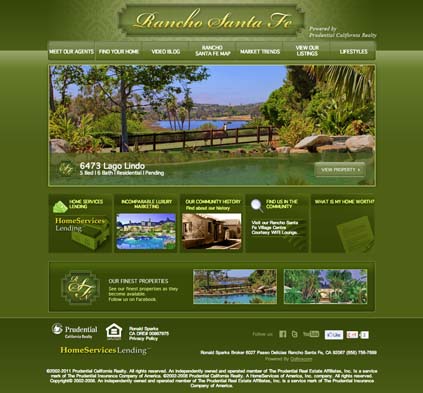 Rancho Santa Fe
Powered by
Prudential California Realty
MEET OUR AGENTS
FIND YOUR HOME
VIDEO BLOG
RANCHO
SANTA FE MAP
MARKET TRENDS
VIEW OUR
LISTINGS
LIFESTYLES
6473 Lago Lindo
5 Bed | 6 Bath | Residential | Pending
VIEW PROPERTY
HOME SERVICES
LENDING
HomeServices
Lending
INCOMPARABLE LUXURY
MARKETING
OUR COMMUNITY HISTORY
Find about our history
FIND US IN THE
COMMUNITY
Visit our Rancho Santa
Fe Village Centre
Courtesy WiFi Lounge.
WHAT IS MY HOME WORTH?
R
S
F
OUR FINEST PROPERTIES
See our finest properties as they
become available.
Follow us on Facebook.
Prudential
California Realty
Ronald Sparks
CA DRE# 00987975
Privacy Policy
HomeServicesLending
Follow us
You Tube
Like
Ronald Sparks Broker 6027 Paseo Delicias Rancho Santa Fe, CA 92067 (858) 756-7899
Powered By
©2002-2011 Prudential California Realty. All rights reserved. An independently owned and operated member of The Prudential Real Estate Affiliates, Inc. Is a service
mark of The Prudential Insurance Company of America. ©2002-2008 Prudential California Realty. A HomeServices of America, Inc. company. All rights reserved.
Copyright© 2002-2008. An independently owned and operated member of The Prudential Real Estate Affiliates, Inc. is a service mark of The Prudential Insurance
Company of America.